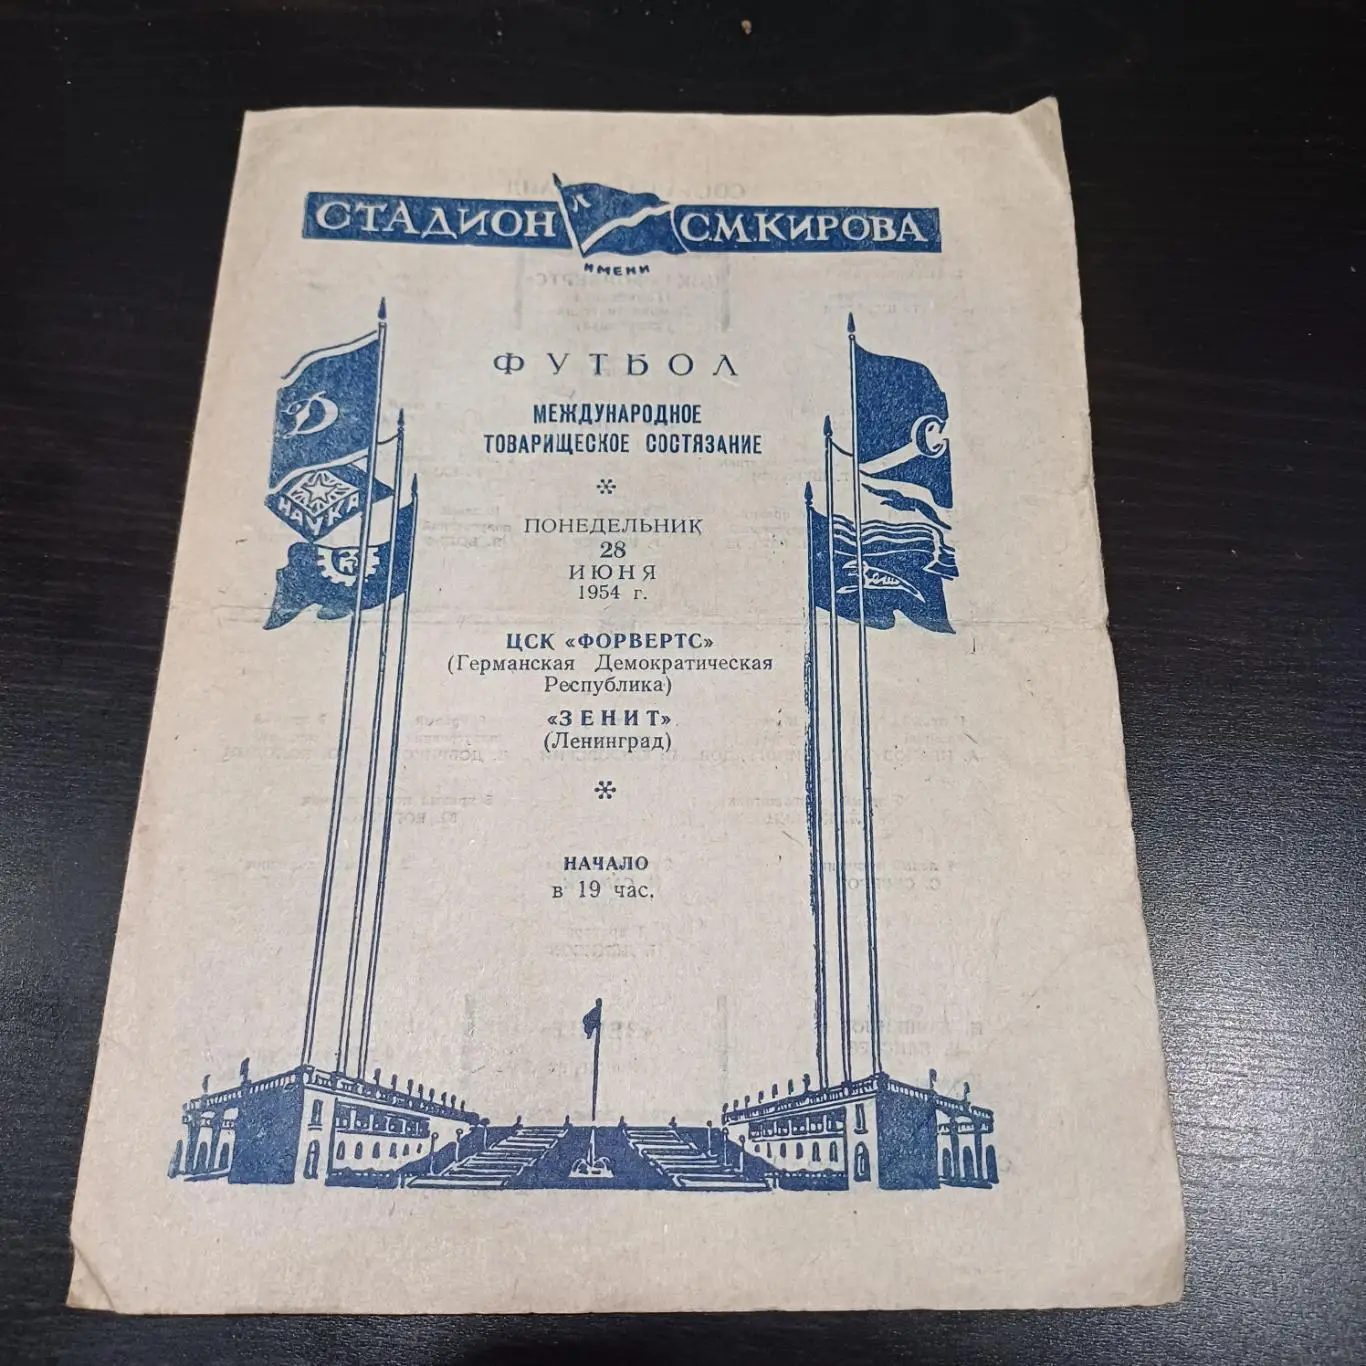 СТАДИОН
Л
С.М.КИРОВА
ИМЕНИ
ФУТБОЛ
МЕЖДУНАРОДНОЕ
ТОВАРИЩЕСКОЕ СОСТЯЗАНИЕ
ПОНЕДЕЛЬНИК
28
ИЮНЯ
1954 г.
ЦСК «ФОРВЕРТС»
(Германская Демократическая
Республика)
«ЗЕНИТ»
(Ленинград)
НАЧАЛО
в 19 час.
Д
НАУКА
С